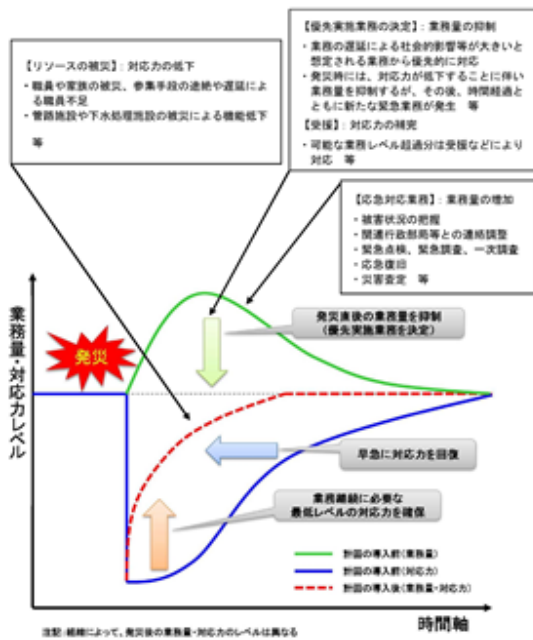 【優先実施業務の決定】:業務量の抑制
・業務の遅延による社会的影響等が大きいと
想定される業務から優先的に対応
・発災時には、対応力が低下することに伴い
業務量を抑制するが、その後、時間経過と
ともに新たな緊急業務が発生 等
【受援】:対応力の補完
・可能な業務レベル超過分は受援などにより
対応 等
【リソースの被災】:対応力の低下
・職員や家族の被災、参集手段の途絶や遅延によ
る職員不足
・管路施設や下水処理施設の被災による機能低下
等
【応急対応業務】:業務量の増加
・被害状況の把握
・関連行政部局等との連絡調整
・緊急点検、緊急調査、一次調査
・応急復旧
・災害査定 等
業務量・対応力レベル
発災
発災直後の業務量を抑制
(優先実施業務を決定)
早急に対応力を回復
業務継続に必要な
最低レベルの対応力を確保
計画の導入前(業務量)
計画の導入前(対応力)
計画の導入後(業務量・対応力)
時間軸
注記:組織によって、発災後の業務量・対応力のレベルは異なる